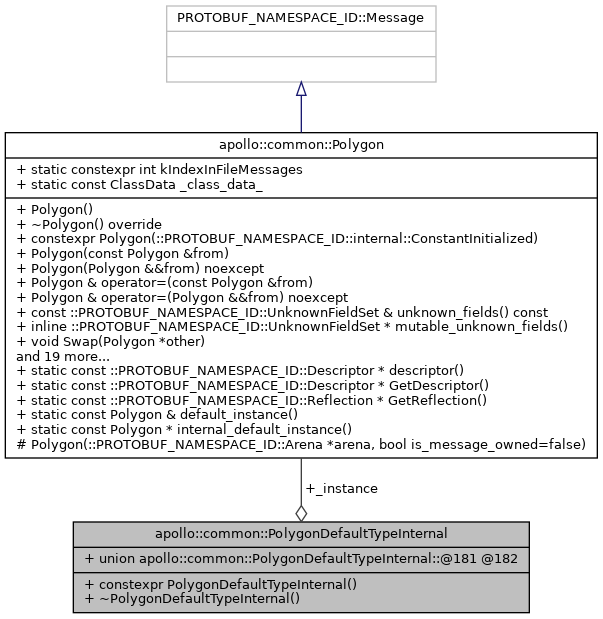 PROTOBUF_NAMESPACE_ID::Message
apollo::common::Polygon
+ static constexpr int kIndexInFileMessages
+ static const ClassData _class_data_
+ Polygon()
+ ~Polygon() override
+ constexpr Polygon(::PROTOBUF_NAMESPACE_ID::internal::ConstantInitialized)
+ Polygon(const Polygon &from)
+ Polygon(Polygon &&from) noexcept
+ Polygon & operator=(const Polygon &from)
+ Polygon & operator=(Polygon &&from) noexcept
+ const ::PROTOBUF_NAMESPACE_ID::UnknownFieldSet & unknown_fields() const
+ inline ::PROTOBUF_NAMESPACE_ID::UnknownFieldSet * mutable_unknown_fields()
+ void Swap(Polygon *other)
and 19 more...
+ static const ::PROTOBUF_NAMESPACE_ID::Descriptor * descriptor()
+ static const ::PROTOBUF_NAMESPACE_ID::Descriptor * GetDescriptor()
+ static const ::PROTOBUF_NAMESPACE_ID::Reflection * GetReflection()
+ static const Polygon & default_instance()
+ static const Polygon * internal_default_instance()
# Polygon(::PROTOBUF_NAMESPACE_ID::Arena *arena, bool is_message_owned=false)
+_instance
apollo::common::PolygonDefaultTypeInternal
+ union apollo::common::PolygonDefaultTypeInternal::@181 @182
+ constexpr PolygonDefaultTypeInternal()
+ ~PolygonDefaultTypeInternal()